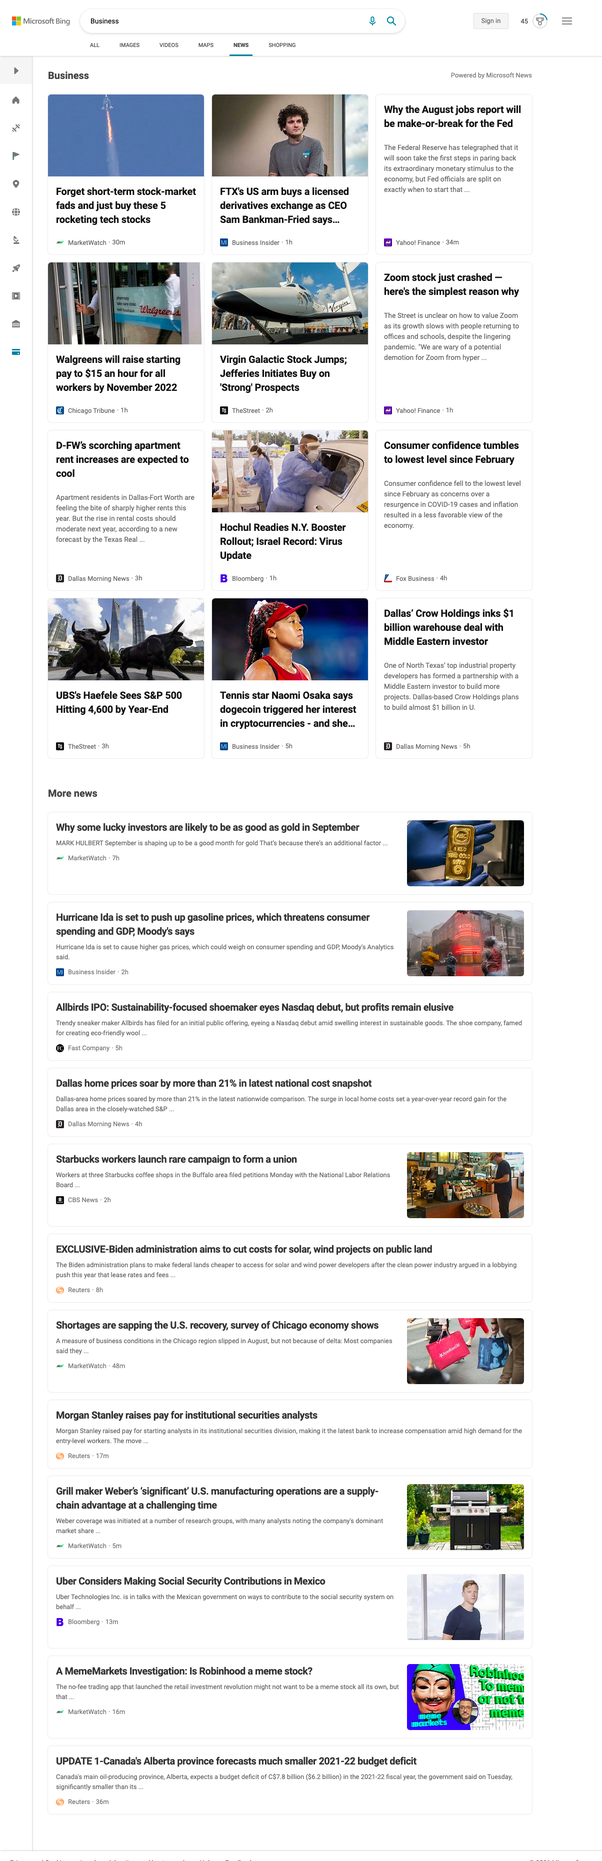 Microsoft Bing
Business
Sign in
45
ALL
IMAGES
VIDEOS
MAPS
NEWS
SHOPPING
Business
Powered by Microsoft News
Forget short-term stock-market
fads and just buy these 5
rocketing tech stocks
MarketWatch · 30m
FTX's US arm buys a licensed
derivatives exchange as CEO
Sam Bankman-Fried says...
Business Insider · 1h
Why the August jobs report will
be make-or-break for the Fed
The Federal Reserve has telegraphed that it
will soon take the first steps in paring back
its extraordinary monetary stimulus to the
economy, but Fed officials are split on
exactly when to start that ...
Yahoo! Finance · 34m
Walgreens
Walgreens will raise starting
pay to $15 an hour for all
workers by November 2022
Chicago Tribune · 1h
Virgin Galactic Stock Jumps;
Jefferies Initiates Buy on
'Strong' Prospects
TheStreet · 2h
Zoom stock just crashed —
here's the simplest reason why
The Street is unclear on how to value Zoom
as its growth slows with people returning to
offices and schools, despite the lingering
pandemic. "We are wary of a potential
demotion for Zoom from hyper ...
Yahoo! Finance · 1h
D-FW's scorching apartment
rent increases are expected to
cool
Apartment residents in Dallas-Fort Worth are
feeling the bite of sharply higher rents this
year. But the rise in rental costs should
moderate next year, according to a new
forecast by the Texas Real ...
Dallas Morning News · 3h
Hochul Readies N.Y. Booster
Rollout; Israel Record: Virus
Update
Bloomberg · 1h
Consumer confidence tumbles
to lowest level since February
Consumer confidence fell to the lowest level
since February as concerns over a
resurgence in COVID-19 cases and inflation
resulted in a less favorable view of the
economy.
Fox Business · 4h
UBS's Haefele Sees S&P 500
Hitting 4,600 by Year-End
TheStreet · 3h
Tennis star Naomi Osaka says
dogecoin triggered her interest
in cryptocurrencies - and she...
Business Insider · 5h
Dallas' Crow Holdings inks $1
billion warehouse deal with
Middle Eastern investor
One of North Texas' top industrial property
developers has formed a partnership with a
Middle Eastern investor to build more
projects. Dallas-based Crow Holdings plans
to build almost $1 billion in U.
Dallas Morning News · 5h
More news
Why some lucky investors are likely to be as good as gold in September
MARK HULBERT September is shaping up to be a good month for gold That's because there's an additional factor ...
MarketWatch · 7h
Hurricane Ida is set to push up gasoline prices, which threatens consumer
spending and GDP, Moody's says
Hurricane Ida is set to cause higher gas prices, which could weigh on consumer spending and GDP, Moody's Analytics
said.
Business Insider · 2h
Allbirds IPO: Sustainability-focused shoemaker eyes Nasdaq debut, but profits remain elusive
Trendy sneaker maker Allbirds has filed for an initial public offering, eyeing a Nasdaq debut amid swelling interest in sustainable goods. The shoe company, famed
for creating eco-friendly wool ...
Fast Company · 5h
Dallas home prices soar by more than 21% in latest national cost snapshot
Dallas-area home prices soared by more than 21% in the latest nationwide comparison. The surge in local home costs set a year-over-year record gain for the
Dallas area in the closely-watched S&P ...
Dallas Morning News · 4h
Starbucks workers launch rare campaign to form a union
Workers at three Starbucks coffee shops in the Buffalo area filed petitions Monday with the National Labor Relations
Board ...
CBS News · 2h
EXCLUSIVE-Biden administration aims to cut costs for solar, wind projects on public land
The Biden administration plans to make federal lands cheaper to access for solar and wind power developers after the clean power industry argued in a lobbying
push this year that lease rates and fees ...
Reuters · 8h
Shortages are sapping the U.S. recovery, survey of Chicago economy shows
A measure of business conditions in the Chicago region slipped in August, but not because of delta: Most companies
said they ...
MarketWatch · 48m
Morgan Stanley raises pay for institutional securities analysts
Morgan Stanley raised pay for starting analysts in its institutional securities division, making it the latest bank to increase compensation amid high demand for the
entry-level workers. The move ...
Reuters · 17m
Grill maker Weber's 'significant' U.S. manufacturing operations are a supply-
chain advantage at a challenging time
Weber coverage was initiated at a number of research groups, with many analysts noting the company's dominant
market share ...
MarketWatch · 5m
Uber Considers Making Social Security Contributions in Mexico
Uber Technologies Inc. is in talks with the Mexican government on ways to contribute to the social security system on
behalf ...
Bloomberg · 13m
A MemeMarkets Investigation: Is Robinhood a meme stock?
The no-fee trading app that launched the retail investment revolution might not want to be a meme stock all its own, but
that ...
MarketWatch · 16m
Robinhoo
To mem
or not t
meme
meme
markets
UPDATE 1-Canada's Alberta province forecasts much smaller 2021-22 budget deficit
Canada's main oil-producing province, Alberta, expects a budget deficit of C$7.8 billion ($6.2 billion) in the 2021-22 fiscal year, the government said on Tuesday,
significantly smaller than its ...
Reuters · 36m